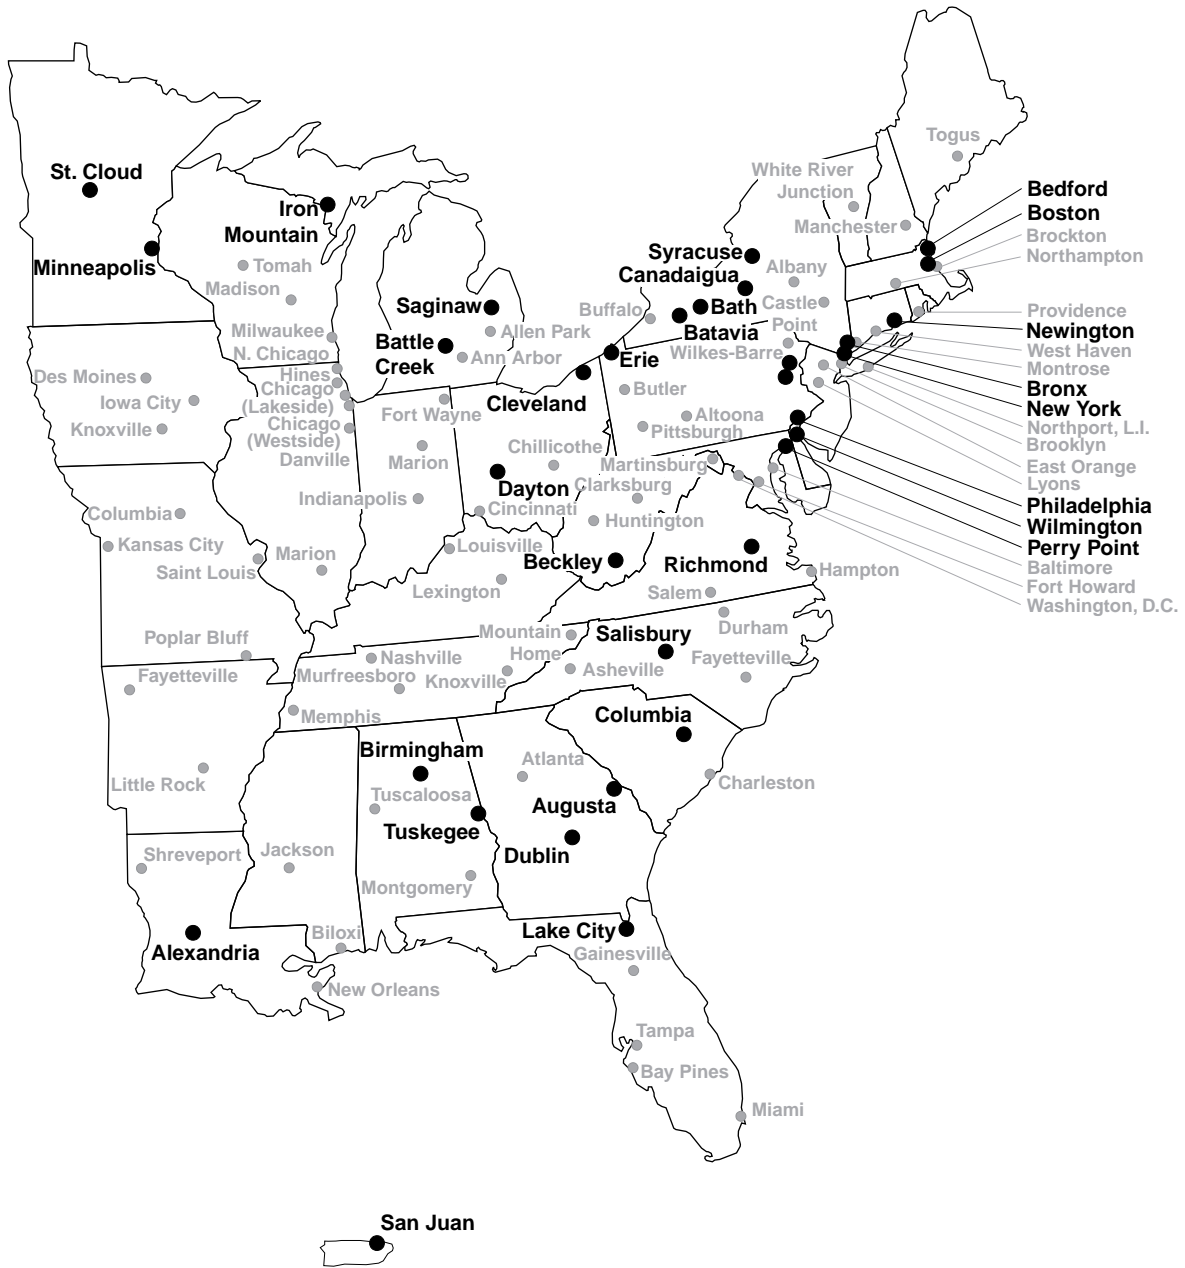 Togus
White River
Junction
Bedford
St. Cloud
Boston
Iron
Mountain
Manchester
Brockton
Syracuse
Northampton
Minneapolis
Tomah
Canadaigua
Albany
Madison
Saginaw
Buffalo
Bath
Castle
Point
Providence
Milwaukee
Allen Park
Batavia
Newington
N. Chicago
Battle
Creek
Ann Arbor
Erie
Wilkes-Barre
West Haven
Montrose
Des Moines
Hines
Bronx
Iowa City
Chicago
(Lakeside)
Fort Wayne
Cleveland
Butler
New York
Knoxville
Chicago
(Westside)
Altoona
Northport, L.I.
Danville
Marion
Chillicothe
Pittsburgh
Brooklyn
Martinsburg
East Orange
Indianapolis
Dayton
Clarksburg
Lyons
Columbia
Cincinnati
Huntington
Philadelphia
Kansas City
Marion
Louisville
Wilmington
Saint Louis
Beckley
Richmond
Perry Point
Lexington
Salem
Hampton
Baltimore
Fort Howard
Washington, D.C.
Poplar Bluff
Mountain
Home
Salisbury
Durham
Fayetteville
Nashville
Murfreesboro
Knoxville
Asheville
Fayetteville
Memphis
Columbia
Birmingham
Atlanta
Little Rock
Tuscaloosa
Augusta
Charleston
Tuskegee
Shreveport
Jackson
Dublin
Montgomery
Biloxi
Lake City
Alexandria
Gainesville
New Orleans
Tampa
Bay Pines
Miami
San Juan